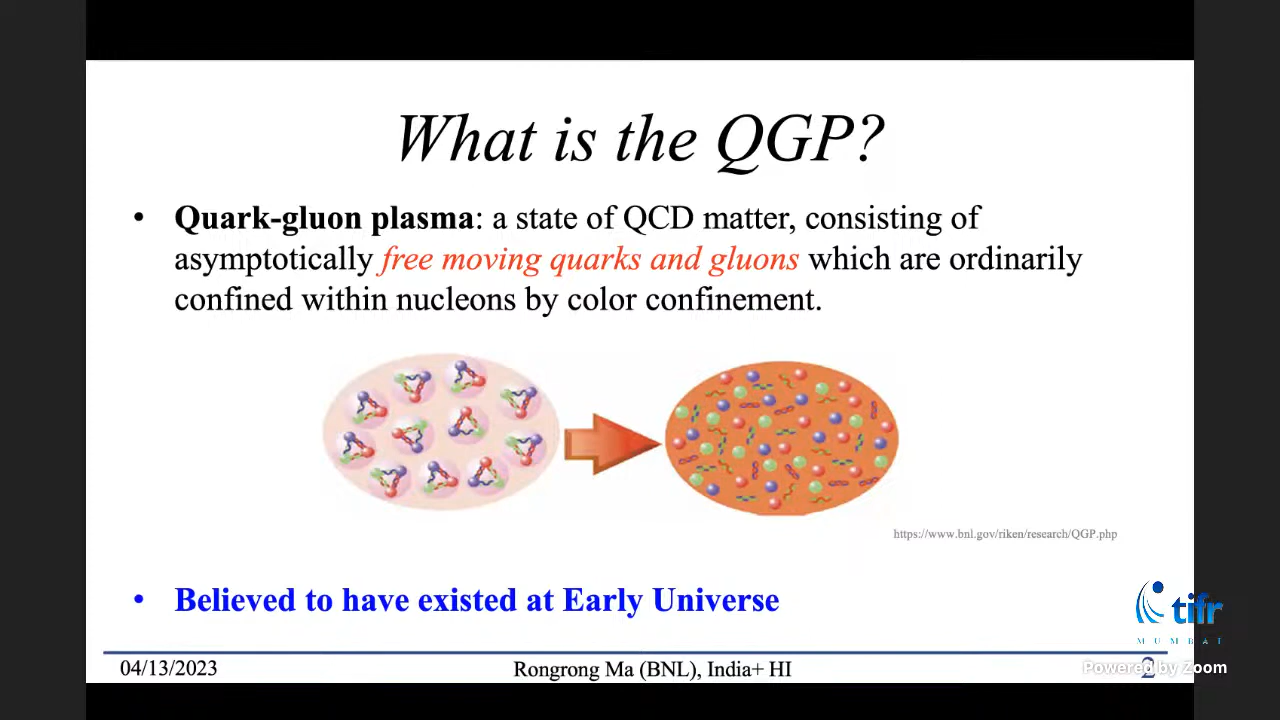 What is the QGP?
• Quark-gluon plasma: a state of QCD matter, consisting of
asymptotically free moving quarks and gluons which are ordinarily
confined within nucleons by color confinement.
https://www.bnl.gov/riken/research/QGP.php
• Believed to have existed at Early Universe
tifr
MUMBAI
04/13/2023
Rongrong Ma (BNL), India+ HI
2
Powered by Zoom